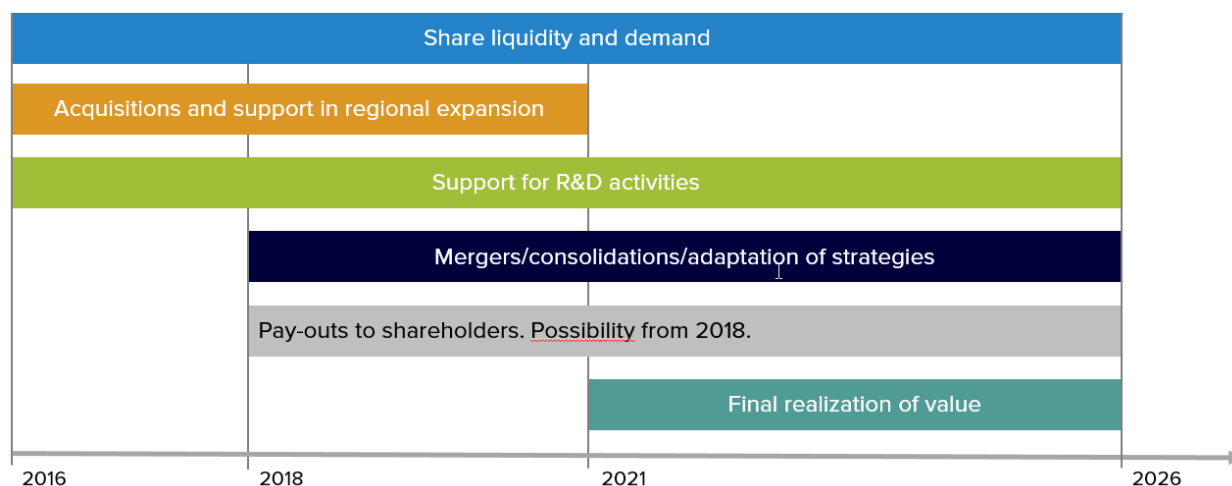 Share liquidity and demand
Acquisitions and support in regional expansion
Support for R&D activities
Mergers/consolidations/adaptation of strategies
Pay-outs to shareholders. Possibility from 2018.
Final realization of value
2016 2018 2021 2026